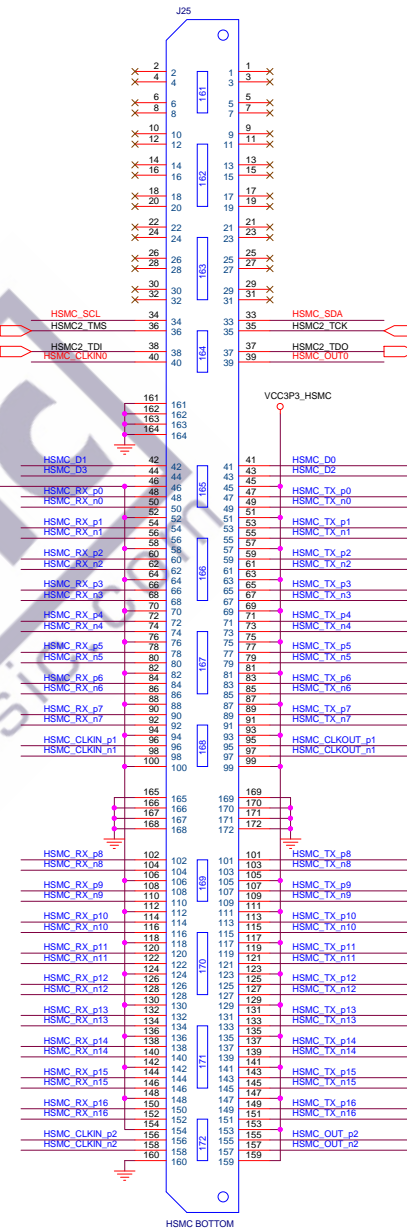 J25
2 2 1 1
4 4 3 3
161
6 6 5 5
8 8 7 7
10 10 9 9
12 12 11 11
162
14 14 13 13
16 16 15 15
18 18 17 17
20 20 19 19
22 22 21 21
24 24 23 23
163
26 26 25 25
28 28 27 27
30 30 29 29
32 32 31 31
HSMC_SCL 34 34 33 33 HSMC_SDA
HSMC2_TMS 36 36 35 35 HSMC2_TCK
164
HSMC2_TDI 38 38 37 37 HSMC2_TDO
HSMC_CLKIN0 40 40 39 39 HSMC_OUT0
VCC3P3_HSMC
161 161
162 162
163 163
164 164
HSMC_D1 42 42 41 41 HSMC_D0
HSMC_D3 44 44 43 43 HSMC_D2
46 46 45 45
165
HSMC_RX_p0 48 48 47 47 HSMC_TX_p0
HSMC_RX_n0 50 50 49 49 HSMC_TX_n0
52 52 51 51
HSMC_RX_p1 54 54 53 53 HSMC_TX_p1
HSMC_RX_n1 56 56 55 55 HSMC_TX_n1
58 58 57 57
HSMC_RX_p2 60 60 59 59 HSMC_TX_p2
HSMC_RX_n2 62 62 61 61 HSMC_TX_n2
166
64 64 63 63
HSMC_RX_p3 66 66 65 65 HSMC_TX_p3
HSMC_RX_n3 68 68 67 67 HSMC_TX_n3
70 70 69 69
HSMC_RX_p4 72 72 71 71 HSMC_TX_p4
HSMC_RX_n4 74 74 73 73 HSMC_TX_n4
76 76 75 75
HSMC_RX_p5 78 78 77 77 HSMC_TX_p5
HSMC_RX_n5 80 80 79 79 HSMC_TX_n5
167
82 82 81 81
HSMC_RX_p6 84 84 83 83 HSMC_TX_p6
HSMC_RX_n6 86 86 85 85 HSMC_TX_n6
88 88 87 87
HSMC_RX_p7 90 90 89 89 HSMC_TX_p7
HSMC_RX_n7 92 92 91 91 HSMC_TX_n7
94 94 93 93
168
HSMC_CLKIN_p1 96 96 95 95 HSMC_CLKOUT_p1
HSMC_CLKIN_n1 98 98 97 97 HSMC_CLKOUT_n1
100 100 99 99
165 165 169 169
166 166 170 170
167 167 171 171
168 168 172 172
HSMC_RX_p8 102 102 101 101 HSMC_TX_p8
HSMC_RX_n8 104 104 103 103 HSMC_TX_n8
106 106 105 105
169
HSMC_RX_p9 108 108 107 107 HSMC_TX_p9
HSMC_RX_n9 110 110 109 109 HSMC_TX_n9
112 112 111 111
HSMC_RX_p10 114 114 113 113 HSMC_TX_p10
HSMC_RX_n10 116 116 115 115 HSMC_TX_n10
118 118 117 117
HSMC_RX_p11 120 120 119 119 HSMC_TX_p11
HSMC_RX_n11 122 122 121 121 HSMC_TX_n11
170
124 124 123 123
HSMC_RX_p12 126 126 125 125 HSMC_TX_p12
HSMC_RX_n12 128 128 127 127 HSMC_TX_n12
130 130 129 129
HSMC_RX_p13 132 132 131 131 HSMC_TX_p13
HSMC_RX_n13 134 134 133 133 HSMC_TX_n13
136 136 135 135
HSMC_RX_p14 138 138 137 137 HSMC_TX_p14
HSMC_RX_n14 140 140 139 139 HSMC_TX_n14
171
142 142 141 141
HSMC_RX_p15 144 144 143 143 HSMC_TX_p15
HSMC_RX_n15 146 146 145 145 HSMC_TX_n15
148 148 147 147
HSMC_RX_p16 150 150 149 149 HSMC_TX_p16
HSMC_RX_n16 152 152 151 151 HSMC_TX_n16
154 154 153 153
172
HSMC_CLKIN_p2 156 156 155 155 HSMC_OUT_p2
HSMC_CLKIN_n2 158 158 157 157 HSMC_OUT_n2
160 160 159 159
HSMC BOTTOM